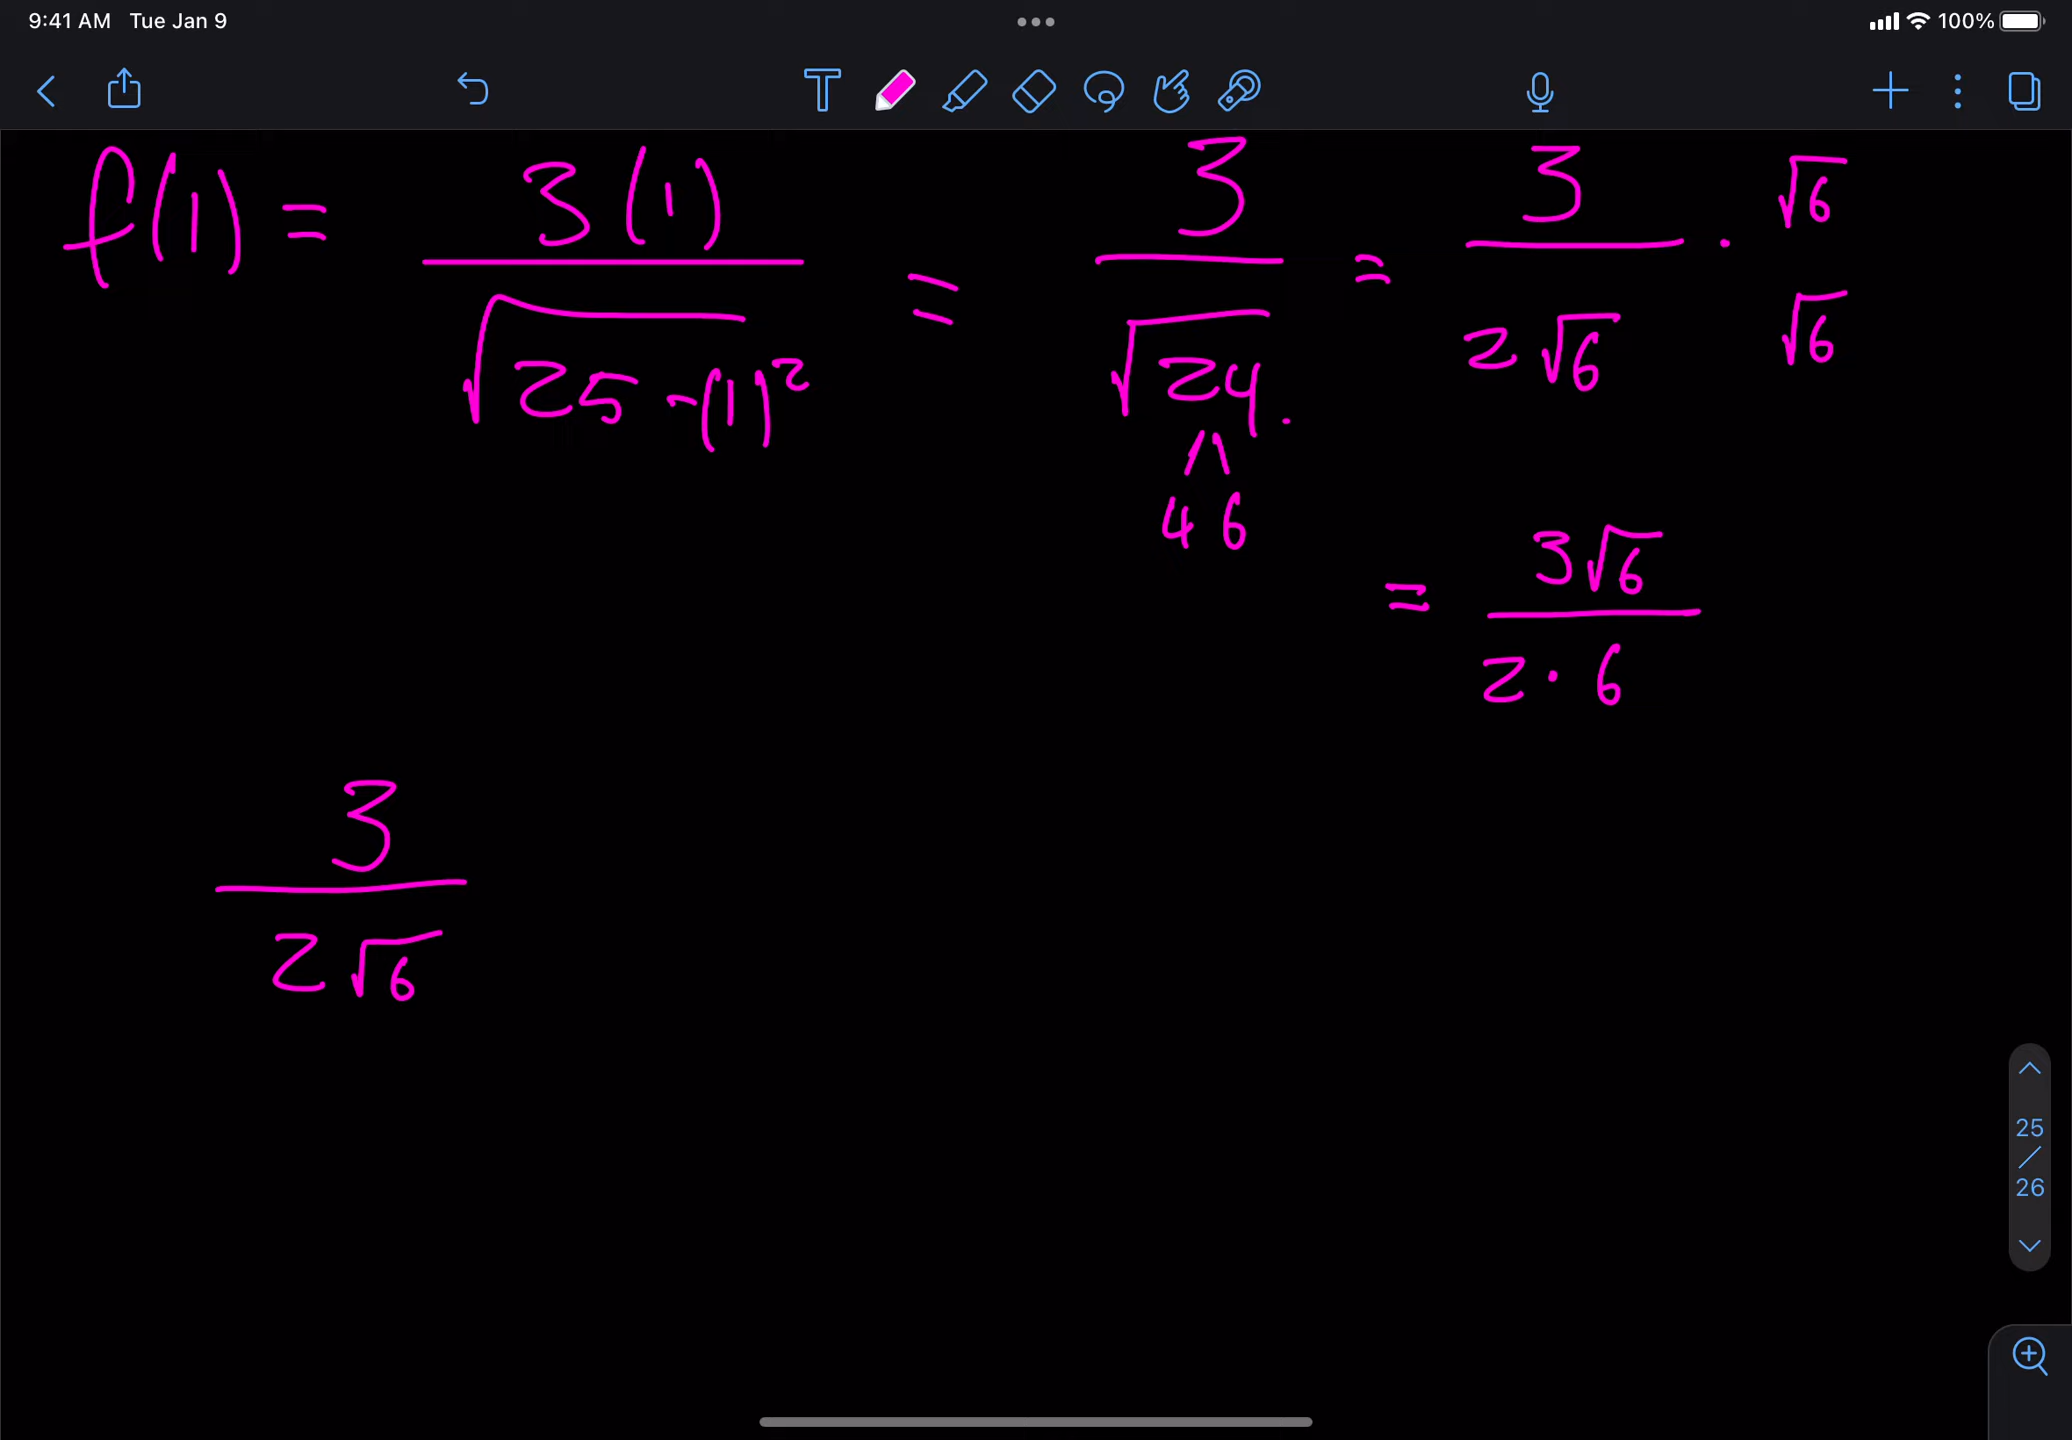 9:41 AM Tue Jan 9 100%
f(1) = 3(1) / √25 -(1)² = 3 / √24. = 3 / 2√6 · √6 / √6
4 6
= 3√6 / 2 · 6
3 / 2√6
25 / 26